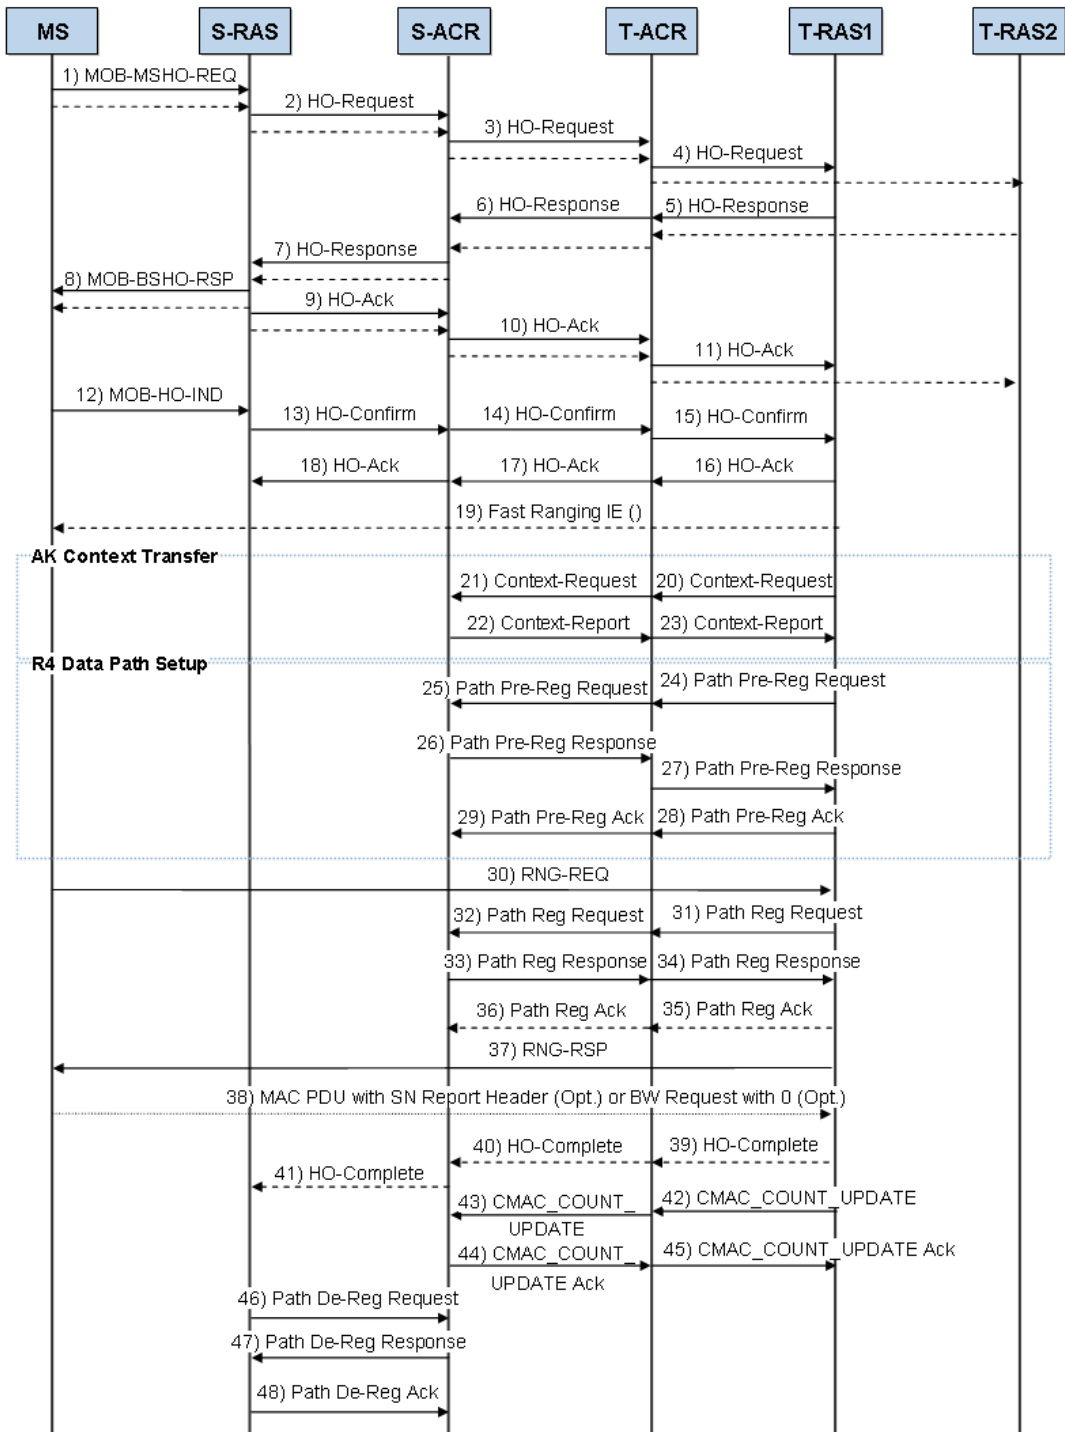 MS S-RAS S-ACR T-ACR T-RAS1 T-RAS2
1) MOB-MSHO-REQ
2) HO-Request
3) HO-Request
4) HO-Request
6) HO-Response 5) HO-Response
7) HO-Response
8) MOB-BSHO-RSP
9) HO-Ack
10) HO-Ack
11) HO-Ack
12) MOB-HO-IND
13) HO-Confirm 14) HO-Confirm 15) HO-Confirm
18) HO-Ack 17) HO-Ack 16) HO-Ack
19) Fast Ranging IE ()
AK Context Transfer
21) Context-Request 20) Context-Request
22) Context-Report 23) Context-Report
R4 Data Path Setup
25) Path Pre-Reg Request 24) Path Pre-Reg Request
26) Path Pre-Reg Response
27) Path Pre-Reg Response
29) Path Pre-Reg Ack 28) Path Pre-Reg Ack
30) RNG-REQ
32) Path Reg Request 31) Path Reg Request
33) Path Reg Response 34) Path Reg Response
36) Path Reg Ack 35) Path Reg Ack
37) RNG-RSP
38) MAC PDU with SN Report Header (Opt.) or BW Request with 0 (Opt.)
40) HO-Complete 39) HO-Complete
41) HO-Complete
43) CMAC_COUNT_ 42) CMAC_COUNT_UPDATE
UPDATE
44) CMAC_COUNT_ 45) CMAC_COUNT_UPDATE Ack
UPDATE Ack
46) Path De-Reg Request
47) Path De-Reg Response
48) Path De-Reg Ack